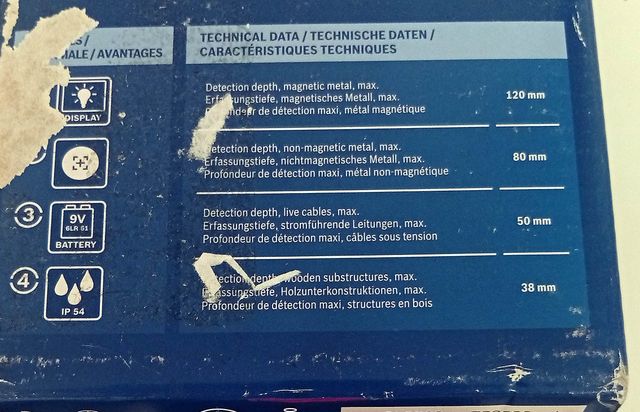 /
MALE / AVANTAGES
DISPLAY
3
9V
6LR 61
BATTERY
4
IP 54
TECHNICAL DATA / TECHNISCHE DATEN /
CARACTÉRISTIQUES TECHNIQUES
Detection depth, magnetic metal, max.
magnetisches Metall, max.
de détection maxi, métal magnétique
120 mm
depth, non-magnetic metal, max.
Erfassungstiefe, nichtmagnetisches Metall, max.
Profondeur de détection maxi, métal non-magnétique
80 mm
Detection depth, live cables, max.
Erfassungstiefe, stromführende Leitungen, max.
Profondeur de détection maxi, câbles sous tension
50 mm
depth, wooden substructures, max.
Holzunterkonstruktionen, max.
Profondeur de détection maxi, structures en bois
38 mm